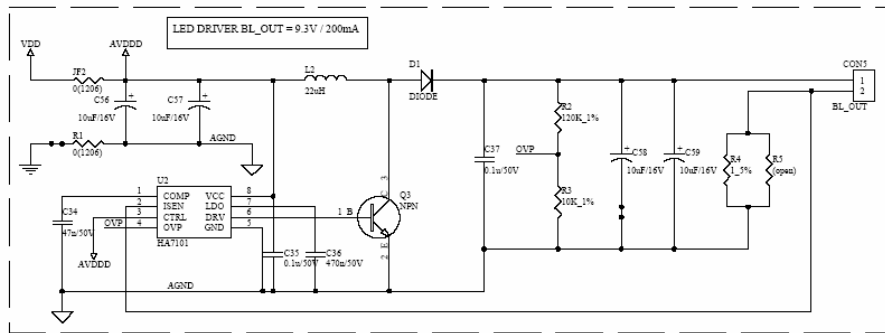 LED DRIVER BL_OUT = 9.3V / 200mA
VDD
AVDDD
JF2
0(1206)
C56
10uF/16V
C57
10uF/16V
R1
0(1206)
AGND
L2
22uH
D1
DIODE
CON5
1
2
BL_OUT
R2
120K_1%
OVP
R3
10K_1%
C37
0.1u/50V
C58
10uF/16V
C59
10uF/16V
R4
1_5%
R5
(open)
U2
1 COMP VCC 8
2 ISEN LDO 7
3 CTRL DRV 6
4 OVP GND 5
HA7101
OVP
AVDDD
C34
47n/50V
C35
0.1u/50V
C36
470n/50V
1 B
C 3
2 E
Q3
NPN
AGND